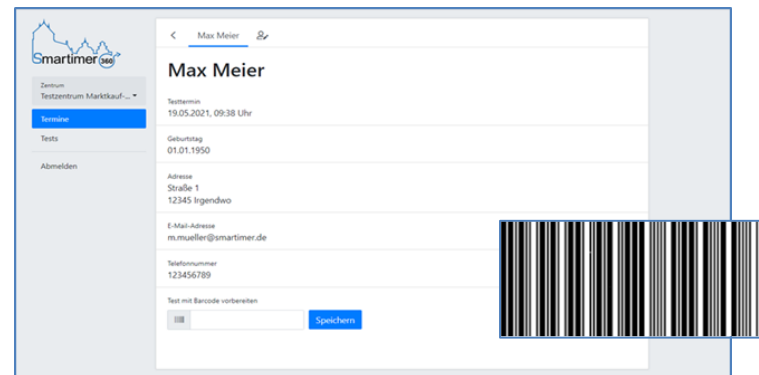 Smartimer 360
Zentrum
Testzentrum Marktkauf-...
Termine
Tests
Abmelden
Max Meier
Max Meier
Testtermin
19.05.2021, 09:38 Uhr
Geburtstag
01.01.1950
Adresse
Straße 1
12345 Irgendwo
E-Mail-Adresse
m.mueller@smartimer.de
Telefonnummer
123456789
Test mit Barcode vorbereiten
Speichern